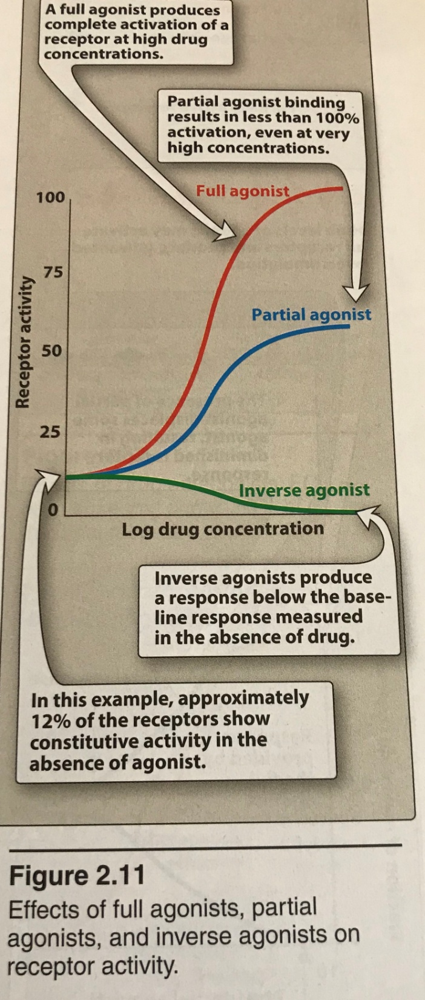 A full agonist produces
complete activation of a
receptor at high drug
concentrations.
Partial agonist binding
results in less than 100%
activation, even at very
high concentrations.
Full agonist
100
75
50
25
0
Receptor activity
Partial agonist
Inverse agonist
Log drug concentration
Inverse agonists produce
a response below the base-
line response measured
in the absence of drug.
In this example, approximately
12% of the receptors show
constitutive activity in the
absence of agonist.
Figure 2.11
Effects of full agonists, partial
agonists, and inverse agonists on
receptor activity.